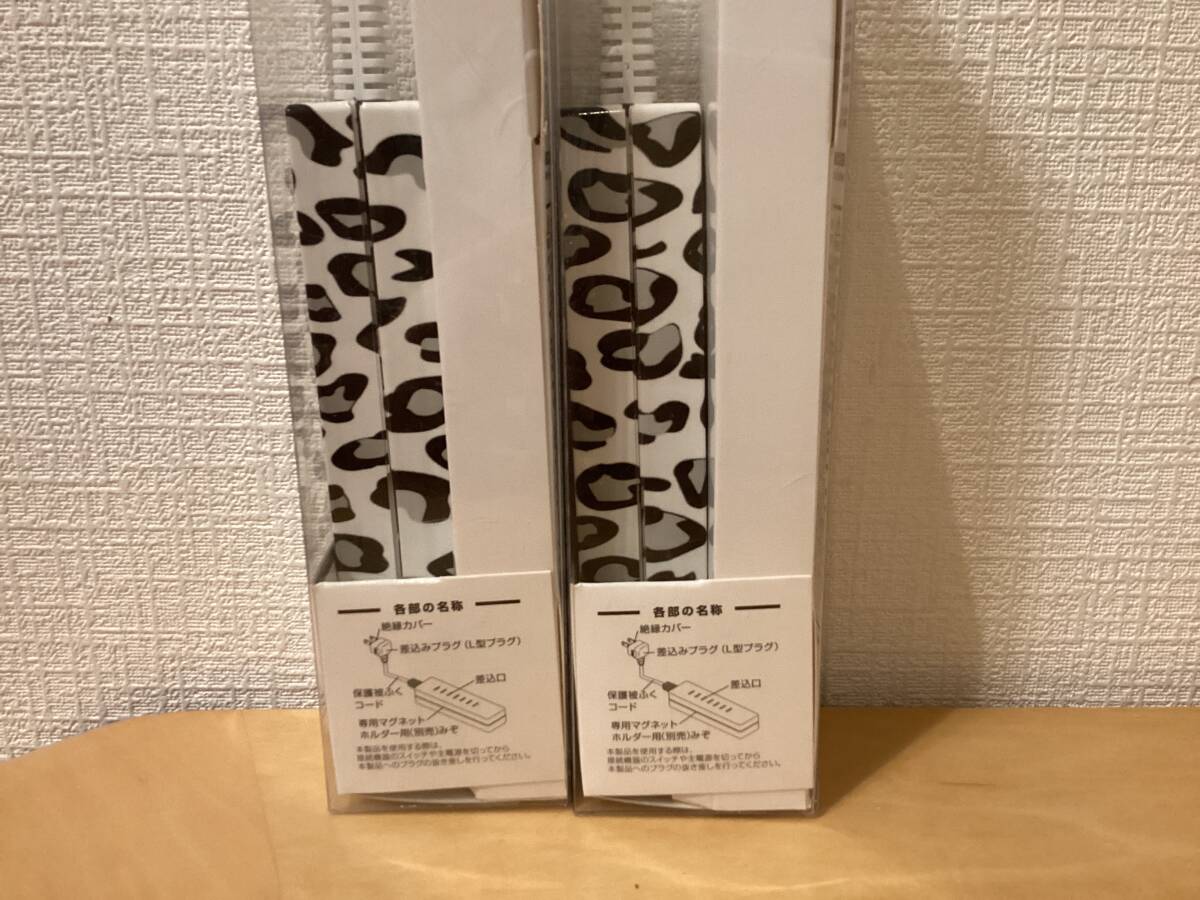 各部の名称
絶縁カバー
差込みプラグ(L型プラグ)
差込口
保護被ふく
コード
専用マグネット
ホルダー用(別売)みぞ
本製品を使用する際は、
接続機器のスイッチや主電源を切ってから
本製品へのプラグの抜き差しを行ってください。
各部の名称
絶縁カバー
差込みプラグ(L型プラグ)
差込口
保護被ふく
コード
専用マグネット
ホルダー用(別売)みぞ
本製品を使用する際は、
接続機器のスイッチや主電源を切ってから
本製品へのプラグの抜き差しを行ってください。